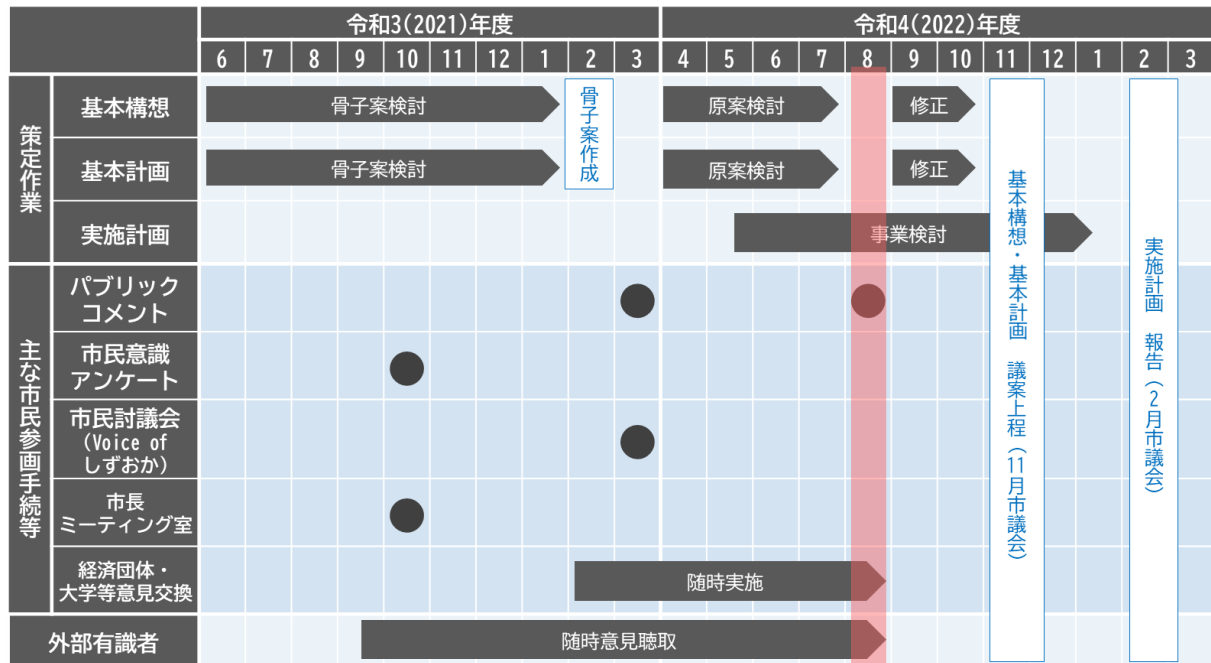 令和3(2021)年度
令和4(2022)年度
6 7 8 9 10 11 12 1 2 3 4 5 6 7 8 9 10 11 12 1 2 3
策定作業
基本構想
骨子案検討
原案検討
修正
基本計画
骨子案検討
原案検討
修正
骨子案作成
実施計画
事業検討
主な市民参画手続等
パブリック
コメント
市民意識
アンケート
市民討議会
(Voice of
しずおか)
市長
ミーティング室
経済団体・
大学等意見交換
随時実施
外部有識者
随時意見聴取
基本構想・基本計画 議案上程(11月市議会)
実施計画 報告(2月市議会)